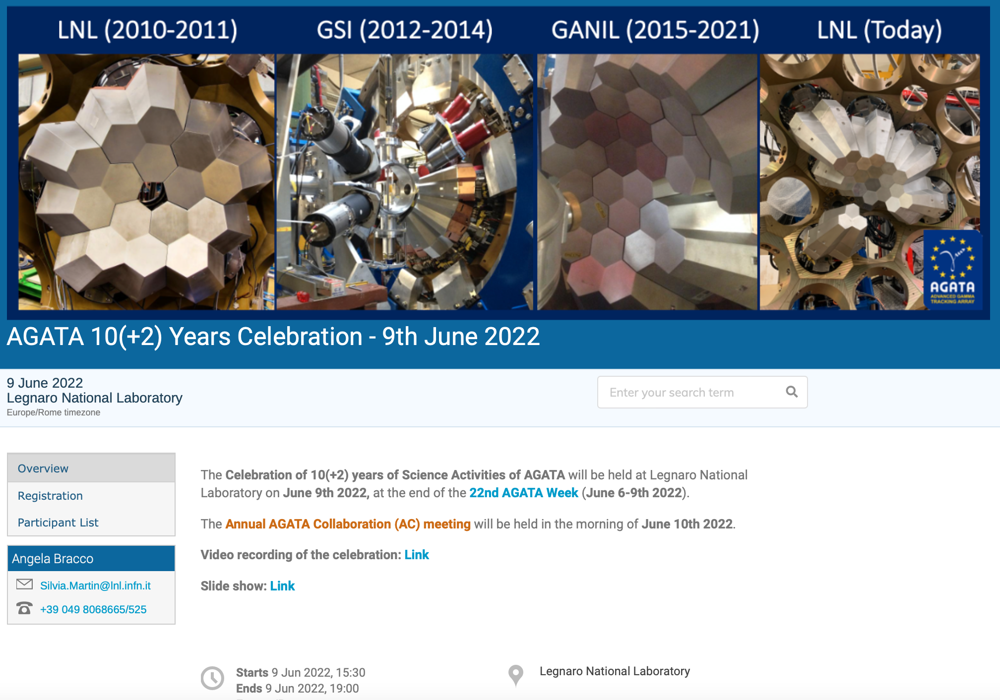 LNL (2010-2011)
GSI (2012-2014)
GANIL (2015-2021)
LNL (Today)
AGATA
ADVANCED GAMMA
TRACKING ARRAY
AGATA 10(+2) Years Celebration - 9th June 2022
9 June 2022
Legnaro National Laboratory
Europe/Rome timezone
Enter your search term
Overview
Registration
Participant List
Angela Bracco
Silvia.Martin@lnl.infn.it
+39 049 8068665/525
The Celebration of 10(+2) years of Science Activities of AGATA will be held at Legnaro National
Laboratory on June 9th 2022, at the end of the 22nd AGATA Week (June 6-9th 2022).
The Annual AGATA Collaboration (AC) meeting will be held in the morning of June 10th 2022.
Video recording of the celebration: Link
Slide show: Link
Starts 9 Jun 2022, 15:30
Ends 9 Jun 2022, 19:00
Legnaro National Laboratory